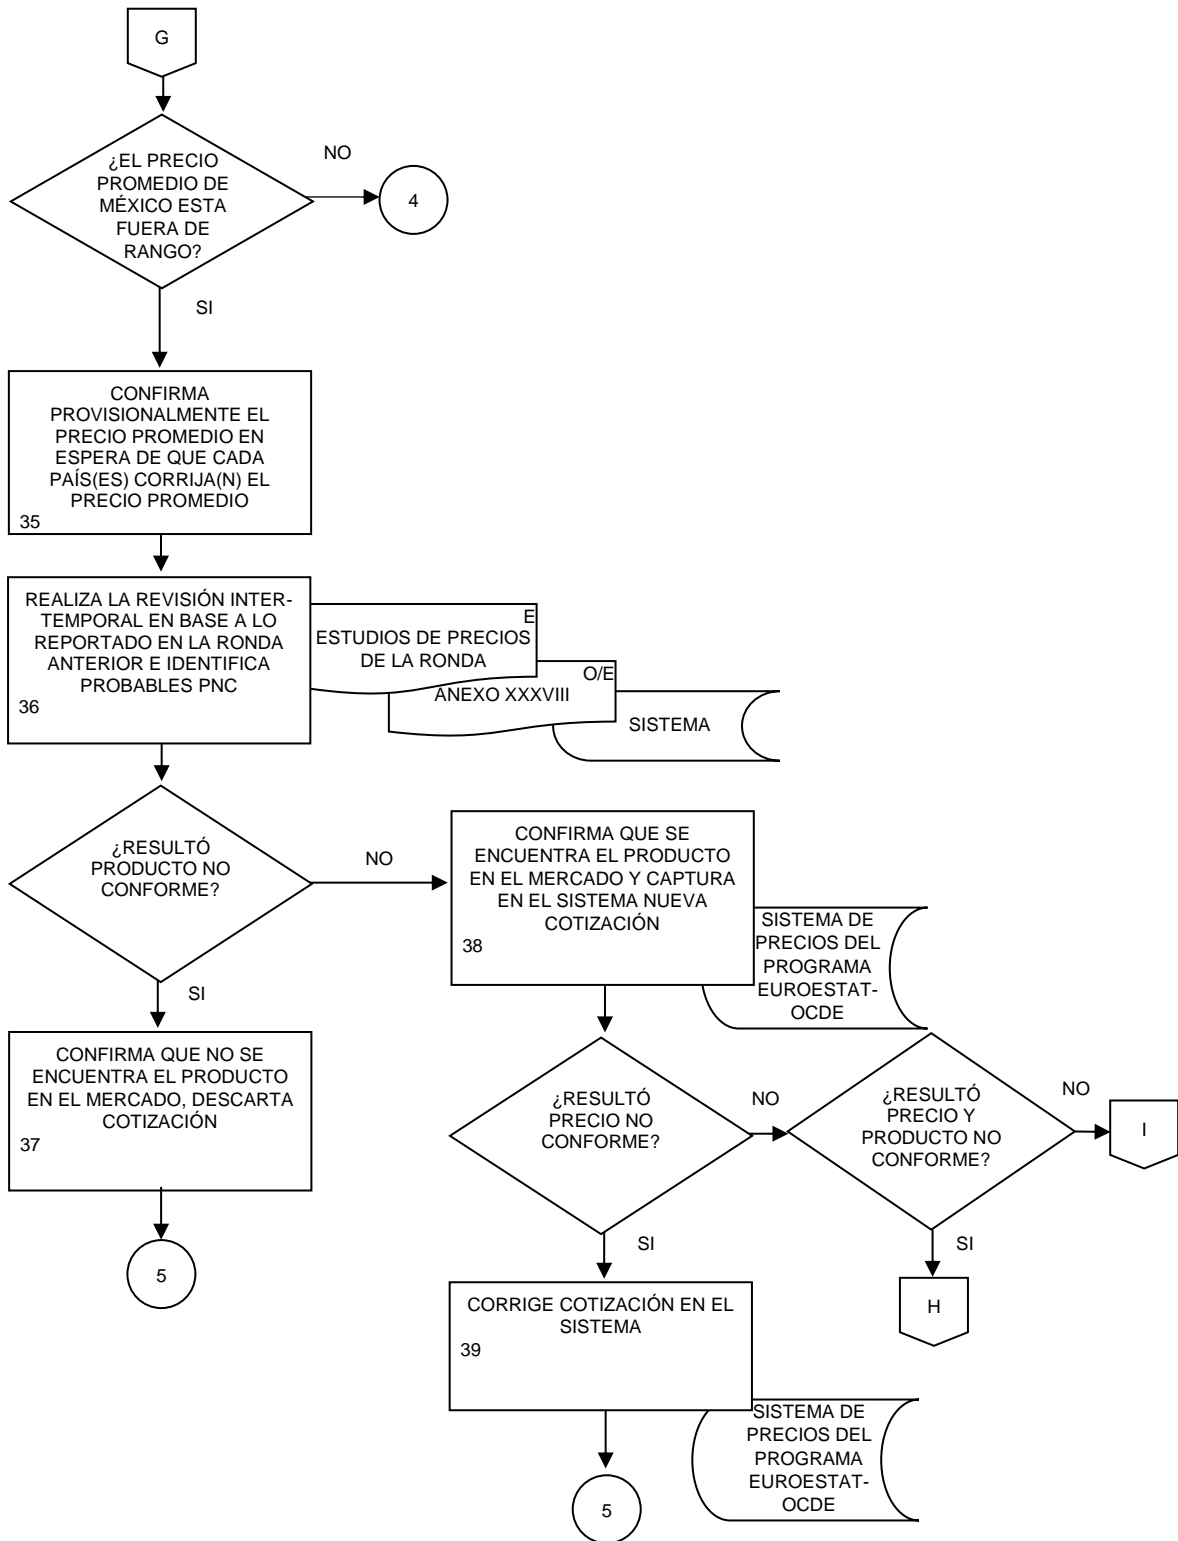 G
¿EL PRECIO
PROMEDIO DE
MÉXICO ESTA
FUERA DE
RANGO?
NO
4
SI
CONFIRMA
PROVISIONALMENTE EL
PRECIO PROMEDIO EN
ESPERA DE QUE CADA
PAÍS(ES) CORRIJA(N) EL
PRECIO PROMEDIO
35
REALIZA LA REVISIÓN INTER-
TEMPORAL EN BASE A LO
REPORTADO EN LA RONDA
ANTERIOR E IDENTIFICA
PROBABLES PNC
36
E
ESTUDIOS DE PRECIOS
DE LA RONDA
O/E
ANEXO XXXVIII
SISTEMA
¿RESULTÓ
PRODUCTO NO
CONFORME?
NO
SI
CONFIRMA QUE SE
ENCUENTRA EL PRODUCTO
EN EL MERCADO Y CAPTURA
EN EL SISTEMA NUEVA
COTIZACIÓN
38
SISTEMA DE
PRECIOS DEL
PROGRAMA
EUROESTAT-
OCDE
CONFIRMA QUE NO SE
ENCUENTRA EL PRODUCTO
EN EL MERCADO, DESCARTA
COTIZACIÓN
37
5
¿RESULTÓ
PRECIO NO
CONFORME?
NO
SI
¿RESULTÓ
PRECIO Y
PRODUCTO NO
CONFORME?
NO
I
SI
H
CORRIGE COTIZACIÓN EN EL
SISTEMA
39
SISTEMA DE
PRECIOS DEL
PROGRAMA
EUROESTAT-
OCDE
5